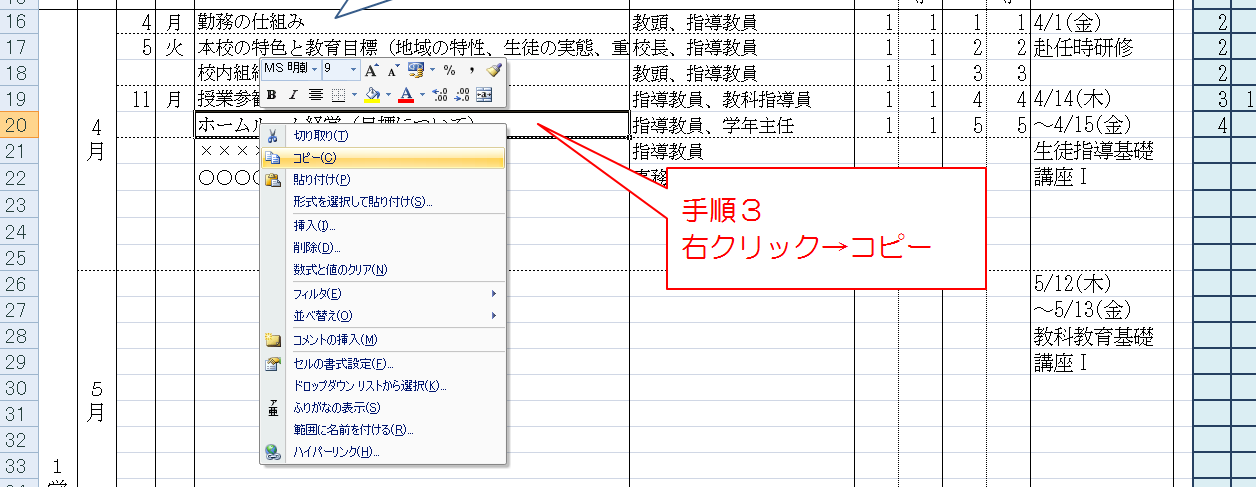 16 4 月 勤務の仕組み 教頭、指導教員 1 1 1 1 4/1(金) 2
17 5 火 本校の特色と教育目標（地域の特性、生徒の実態、重 校長、指導教員 1 1 2 2 赴任時研修 2
MS 明朝 9
18 校内組織 教頭、指導教員 1 1 3 3 2
19 11 月 授業参観 指導教員、教科指導員 1 1 4 4 4/14(木) 3 1
20 ホームルーム経営（目標について） 指導教員、学年主任 1 1 5 5 ～4/15(金) 4
4
月
21 ×××× 指導教員 生徒指導基礎
22 ○○○○ 講座Ⅰ
23
24
25
26 5/12(木)
27 ～5/13(金)
28 教科教育基礎
29 講座Ⅰ
30
5
31
月
32
33 1
学
切り取り(T)
コピー(C)
貼り付け(P)
形式を選択して貼り付け(S)...
挿入(I)...
削除(D)...
数式と値のクリア(N)
フィルタ(E)
並べ替え(O)
コメントの挿入(M)
セルの書式設定(F)...
ドロップダウン リストから選択(K)...
ふりがなの表示(S)
範囲に名前を付ける(R)...
ハイパーリンク(H)...
手順３
右クリック→コピー